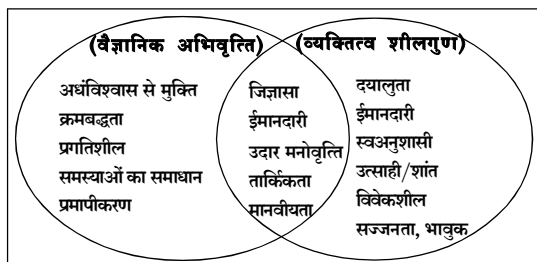 (वैज्ञानिक अभिवृत्ति)
(व्यक्तित्व शीलगुण)
अधंविश्वास से मुक्ति
क्रमबद्धता
प्रगतिशील
समस्याओं का समाधान
प्रमापीकरण
जिज्ञासा
ईमानदारी
उदार मनोवृत्ति
तार्किकता
मानवीयता
दयालुता
ईमानदारी
स्वअनुशासी
उत्साही/शांत
विवेकशील
सज्जनता, भावुक